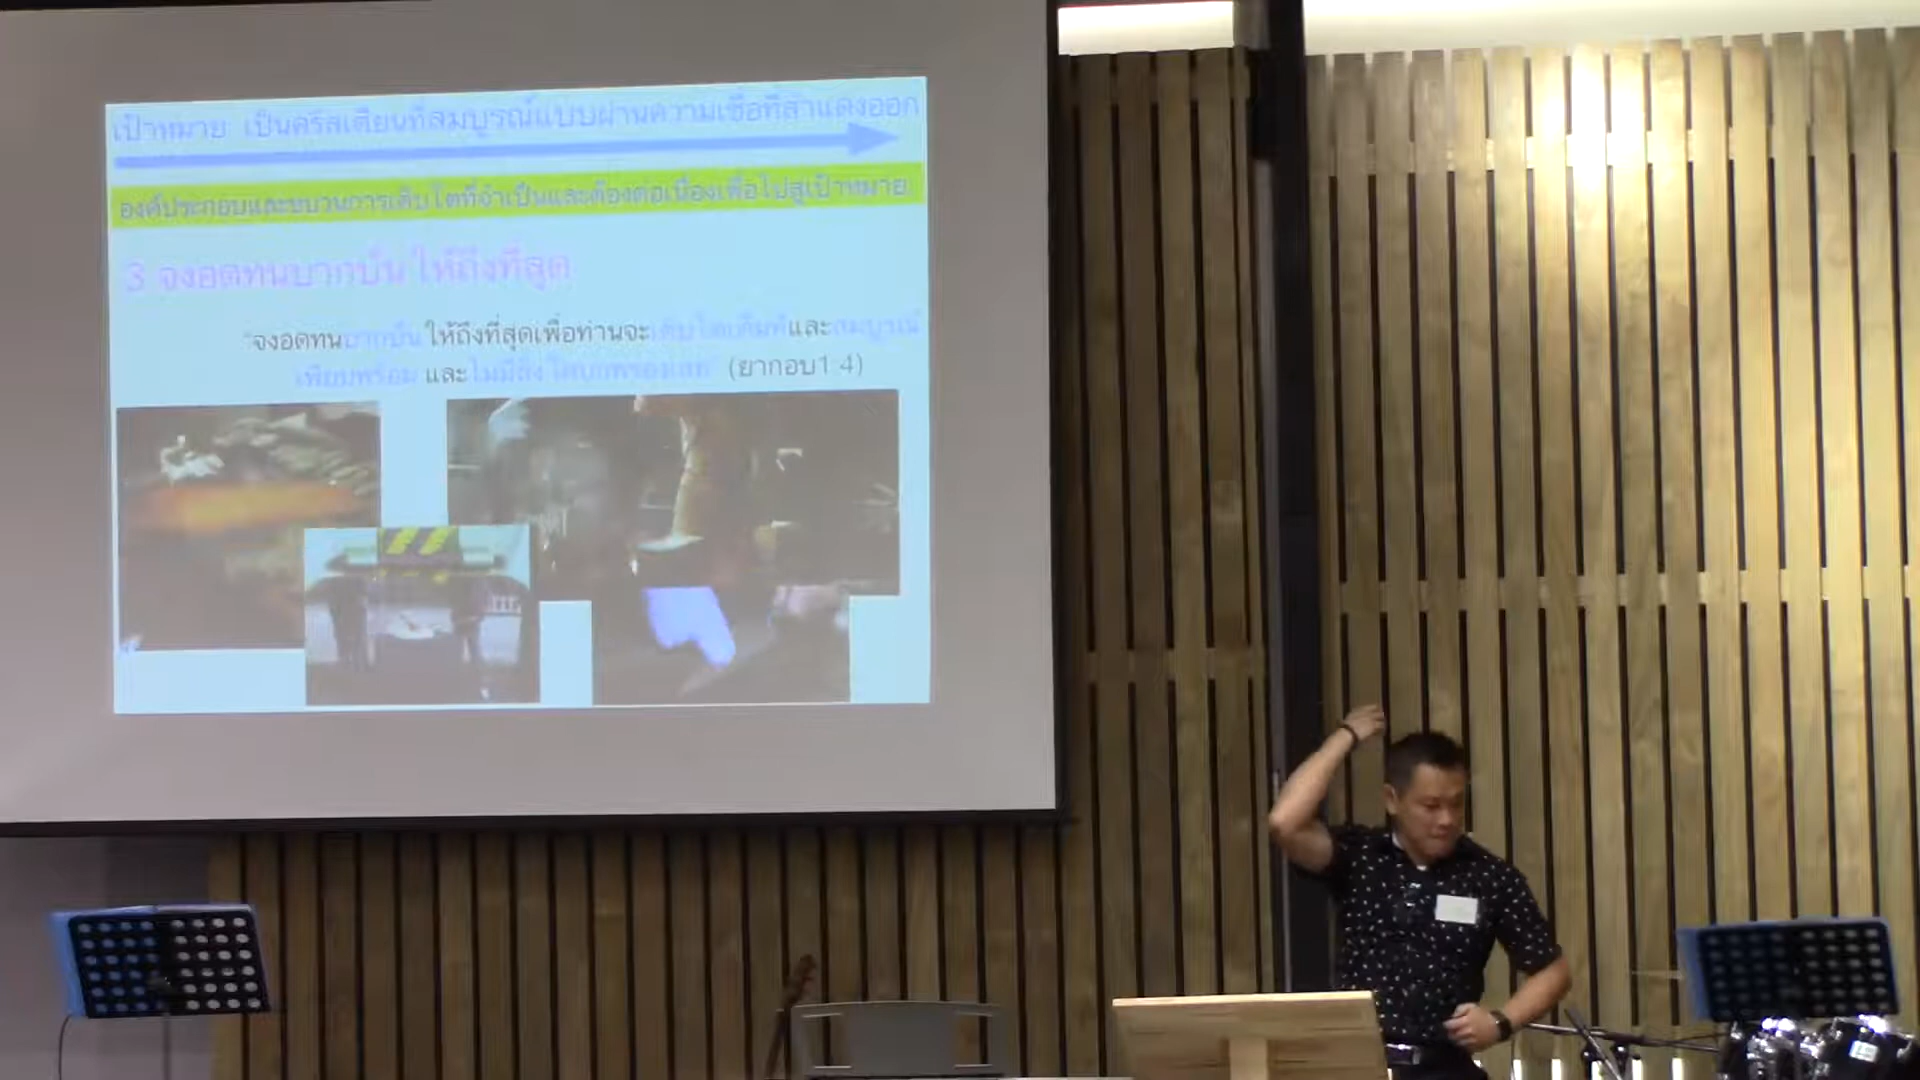 เป้าหมาย เป็นคริสเตียนที่สมบูรณ์แบบผ่านความเชื่อที่สำแดงออก
องค์ประกอบและขบวนการเติบโตที่จำเป็นและต้องต่อเนื่องเพื่อไปสู่เป้าหมาย
3 จงอดทนบากบั่น ให้ถึงที่สุด
"จงอดทนบากบั่น ให้ถึงที่สุดเพื่อท่านจะเติบโตเต็มที่และสมบูรณ์
เพียบพร้อม และไม่มีสิ่งใดบกพร่องเลย" (ยากอบ1:4)